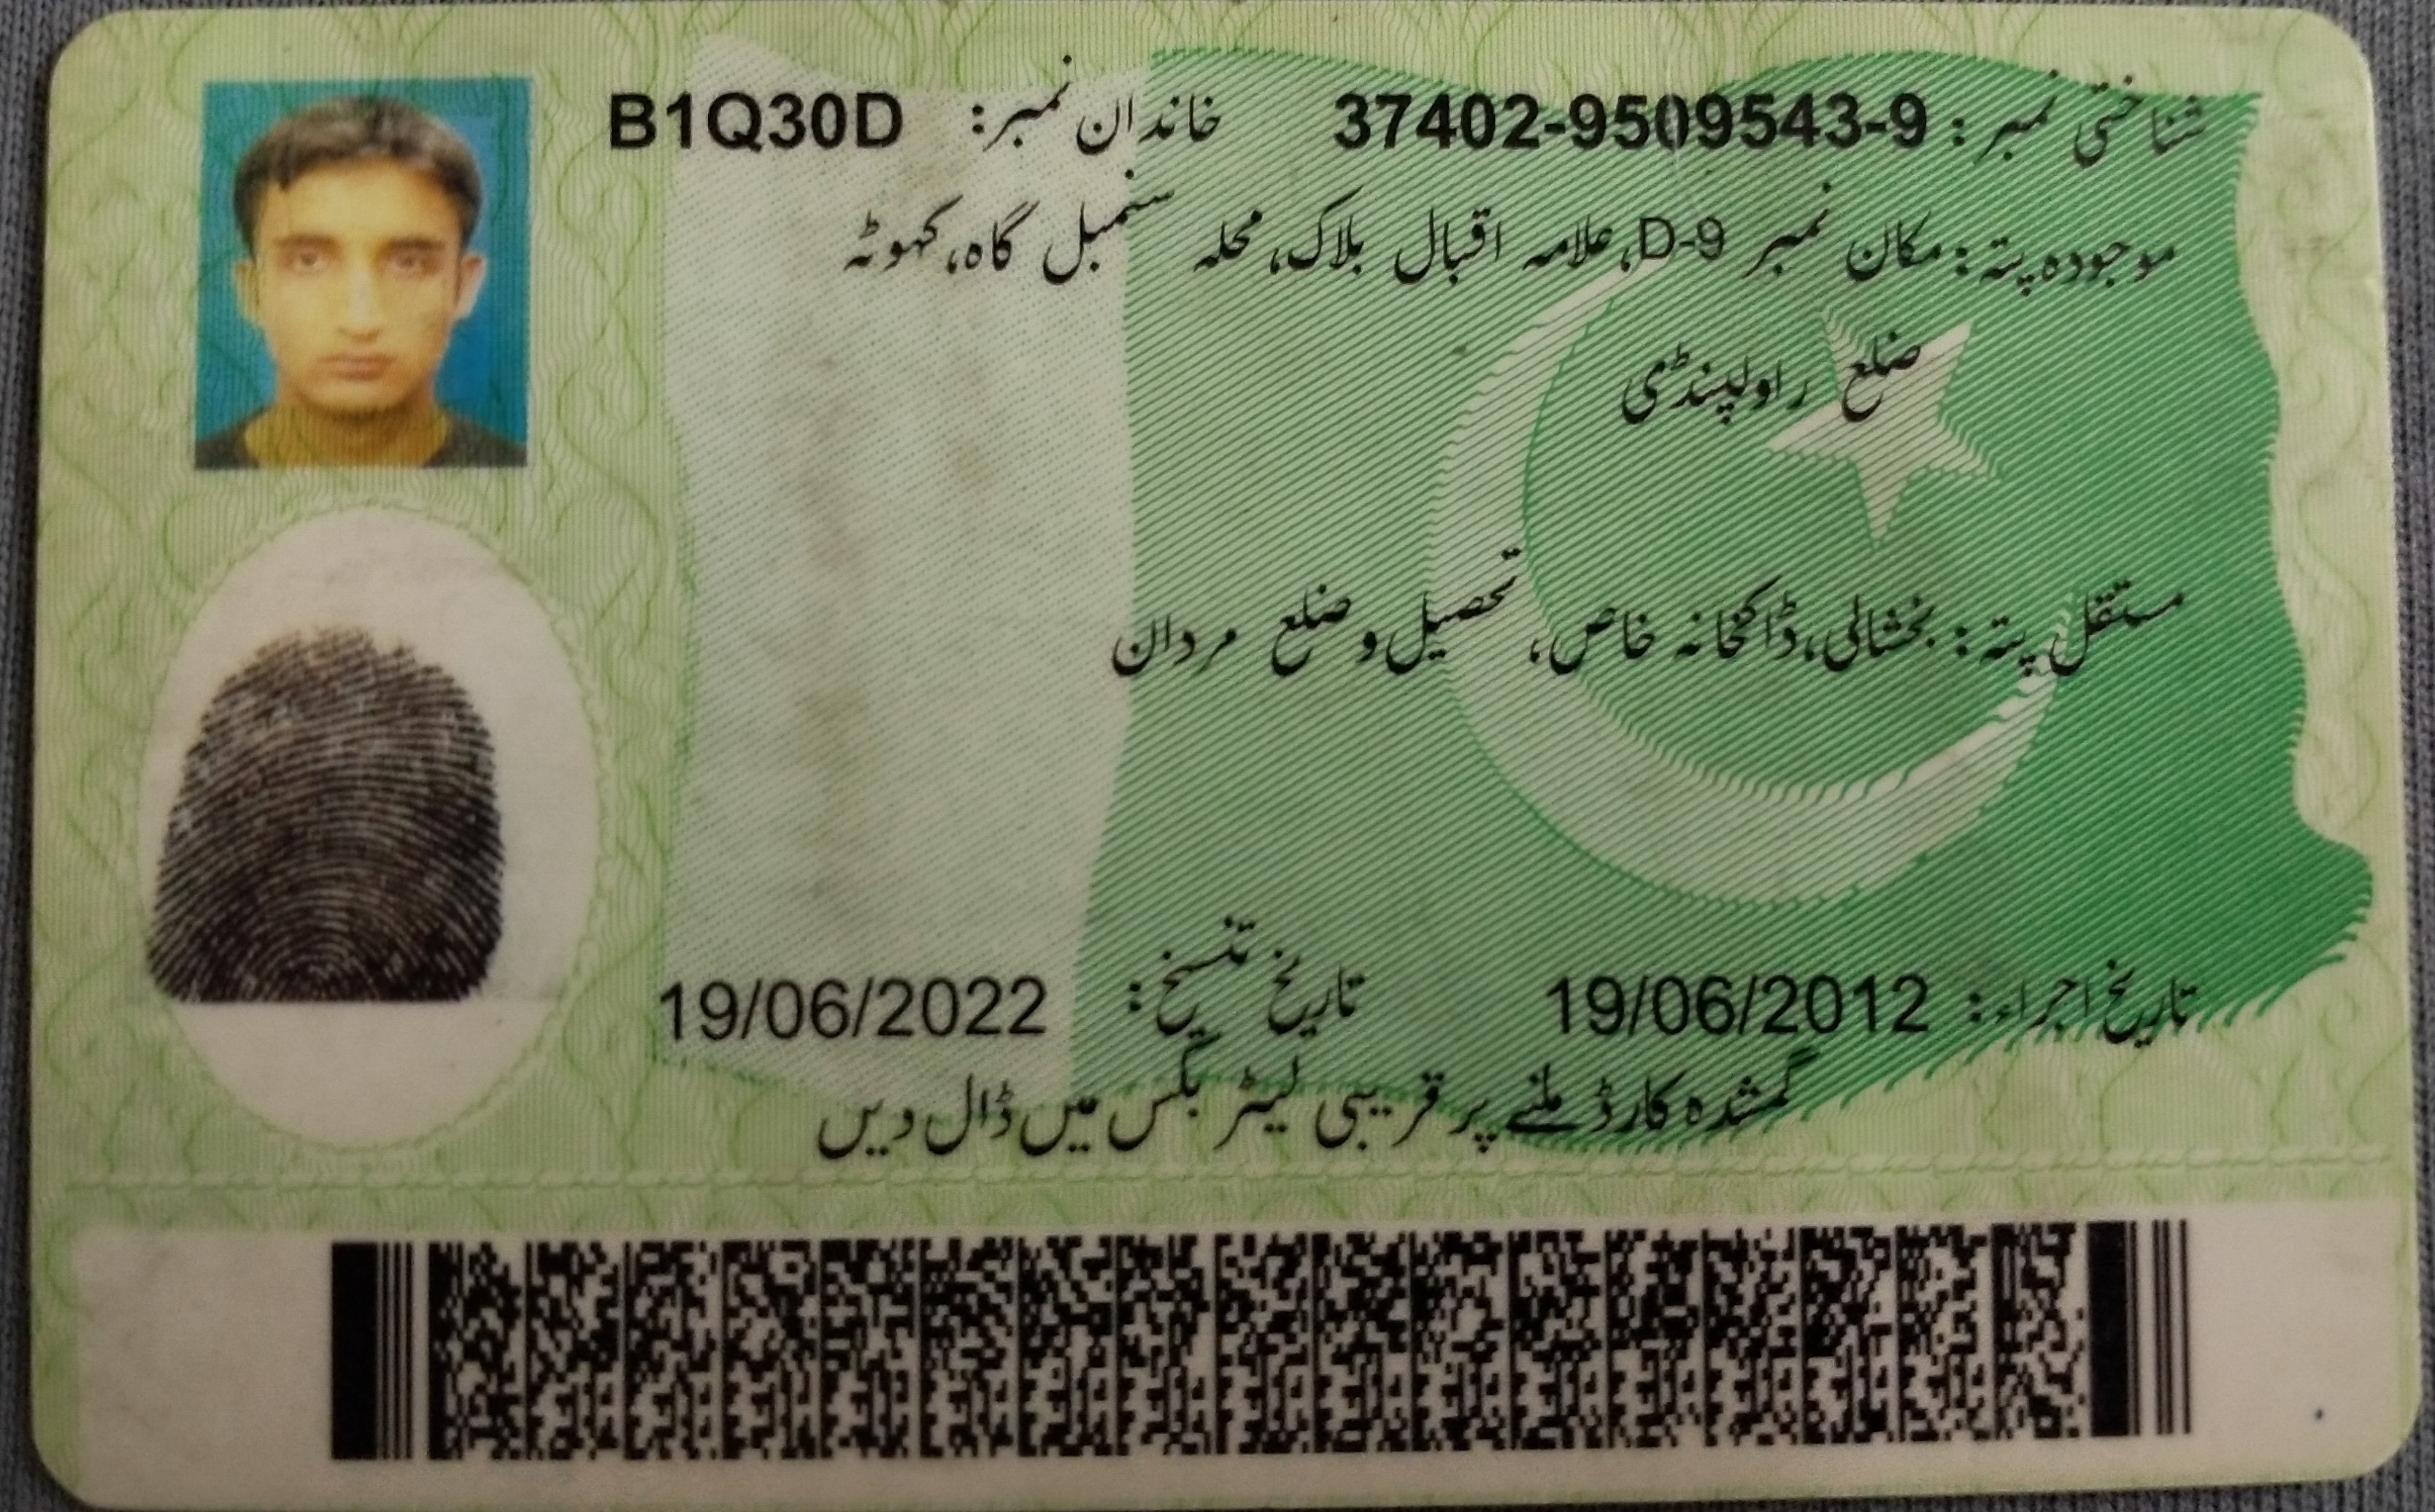 شناختی نمبر: 37402-9509543-9 خاندان نمبر: B1Q30D
موجودہ پتہ: مکان نمبر D-9، علامہ اقبال بلاک، محلہ سنمبل گاہ، کہوٹہ
ضلع راولپنڈی
مستقل پتہ: بخشالی، ڈاکخانہ خاص، تحصیل و ضلع مردان
تاریخ اجراء: 19/06/2012 تاریخ تنسیخ: 19/06/2022
گمشدہ کارڈ ملنے پر قریبی لیٹر بکس میں ڈال دیں